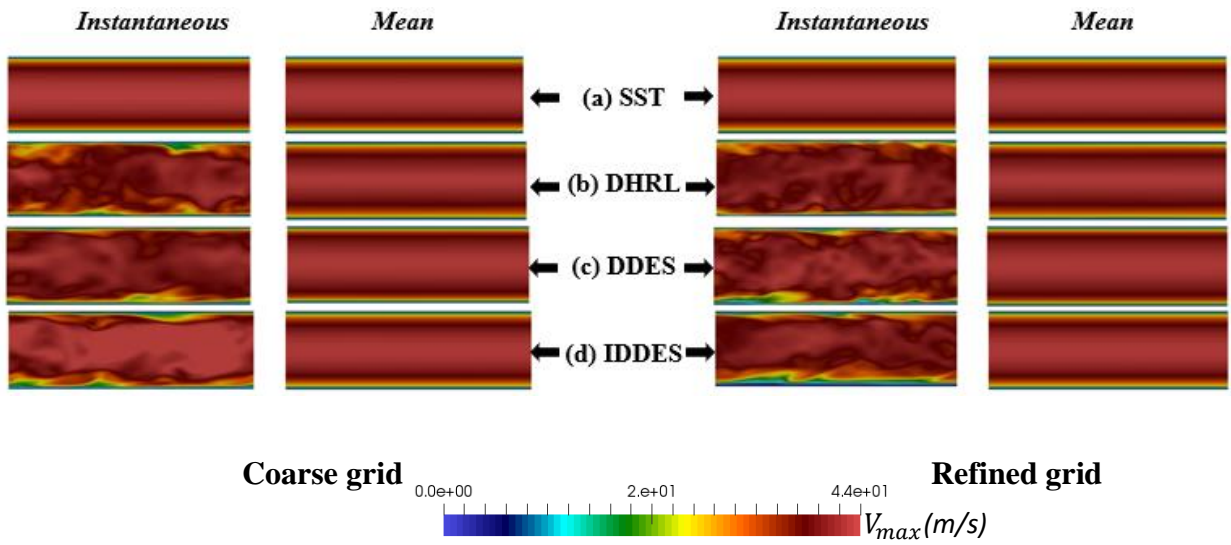 Instantaneous Mean Instantaneous Mean
(a) SST
(b) DHRL
(c) DDES
(d) IDDES
Coarse grid Refined grid
0.0e+00 2.e+01 4.4e+01
Vmax(m/s)